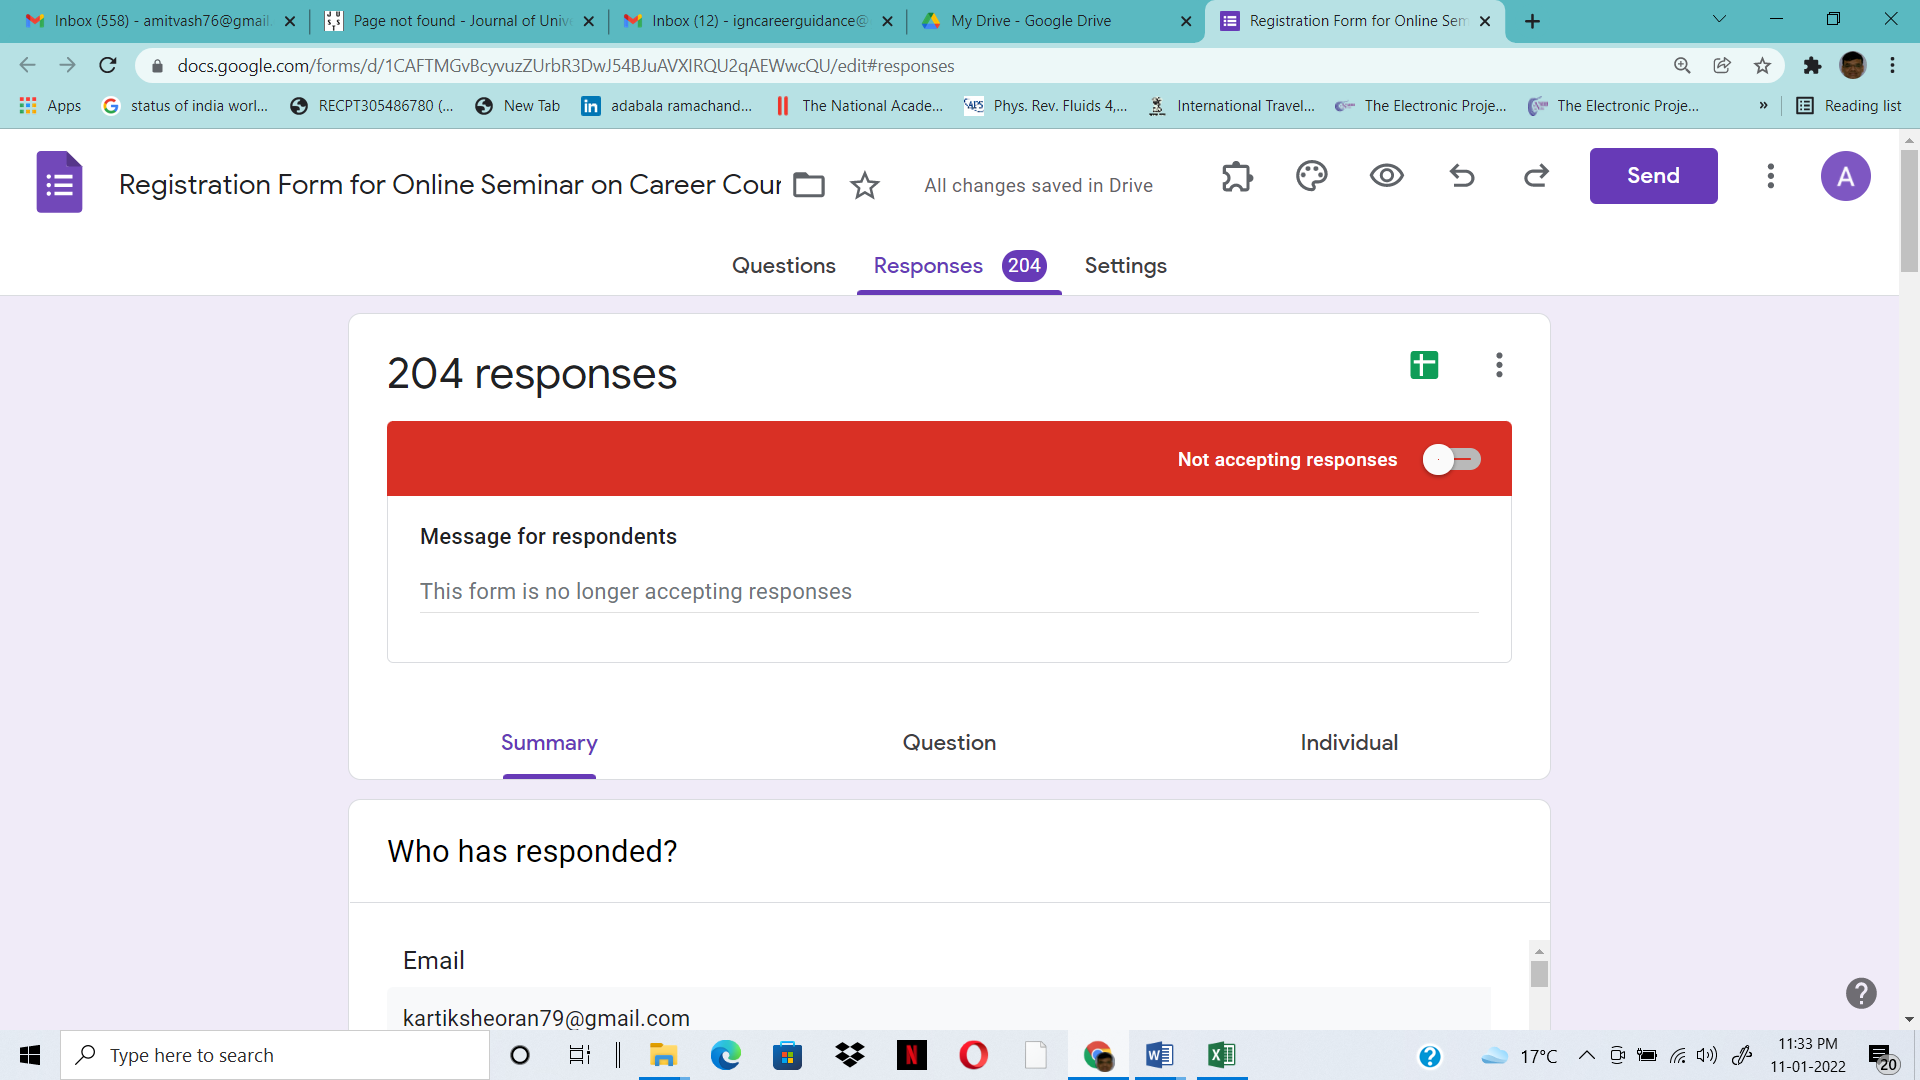 Inbox (558) - amitvash76@gmail.
Page not found - Journal of Unive
Inbox (12) - igncareerguidance@
My Drive - Google Drive
Registration Form for Online Sem
docs.google.com/forms/d/1CAFTMGvBcyvuzZUrbR3DwJ54BJuAVXIRQU2qAEWwcQU/edit#responses
Apps
status of india worl...
RECPT305486780 (...
New Tab
adabala ramachand...
The National Acade...
Phys. Rev. Fluids 4,...
International Travel...
The Electronic Proje...
The Electronic Proje...
»
Reading list
Registration Form for Online Seminar on Career Cour
All changes saved in Drive
Send
A
Questions
Responses 204
Settings
204 responses
Not accepting responses
Message for respondents
This form is no longer accepting responses
Summary
Question
Individual
Who has responded?
Email
kartiksheoran79@gmail.com
Type here to search
17°C
11:33 PM
11-01-2022
20